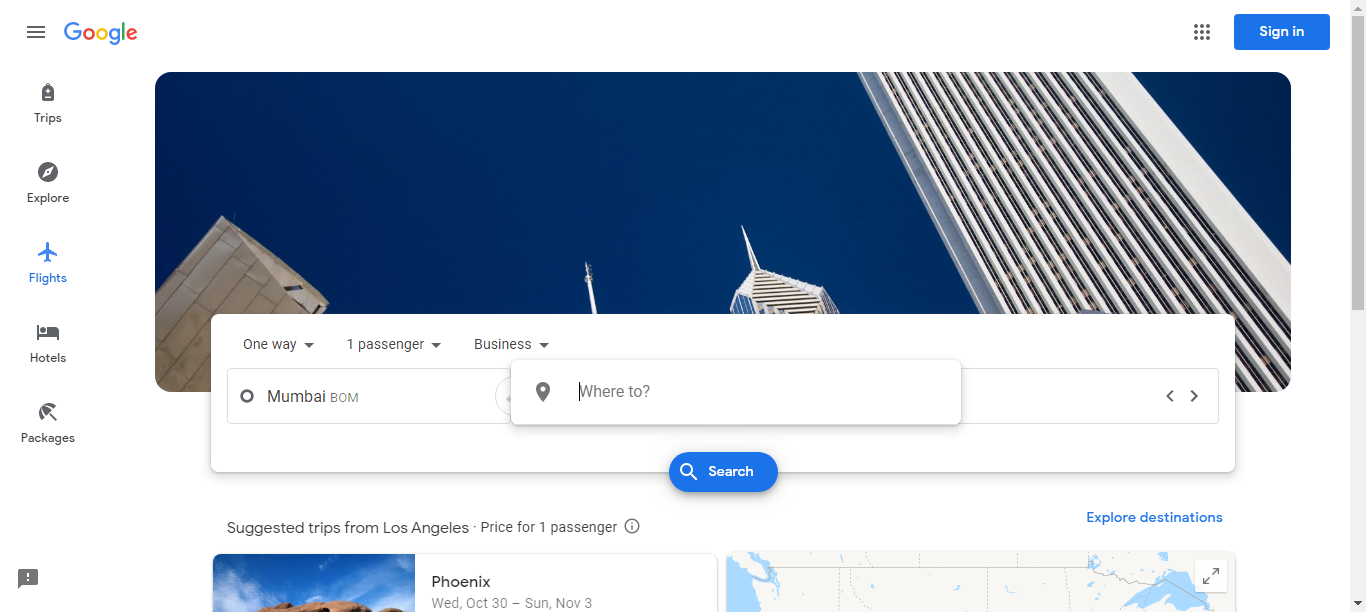 Google
Sign in
Trips
Explore
Flights
Hotels
Packages
One way
1 passenger
Business
Mumbai BOM
Where to?
Search
Suggested trips from Los Angeles · Price for 1 passenger
Explore destinations
Phoenix
Wed, Oct 30 – Sun, Nov 3